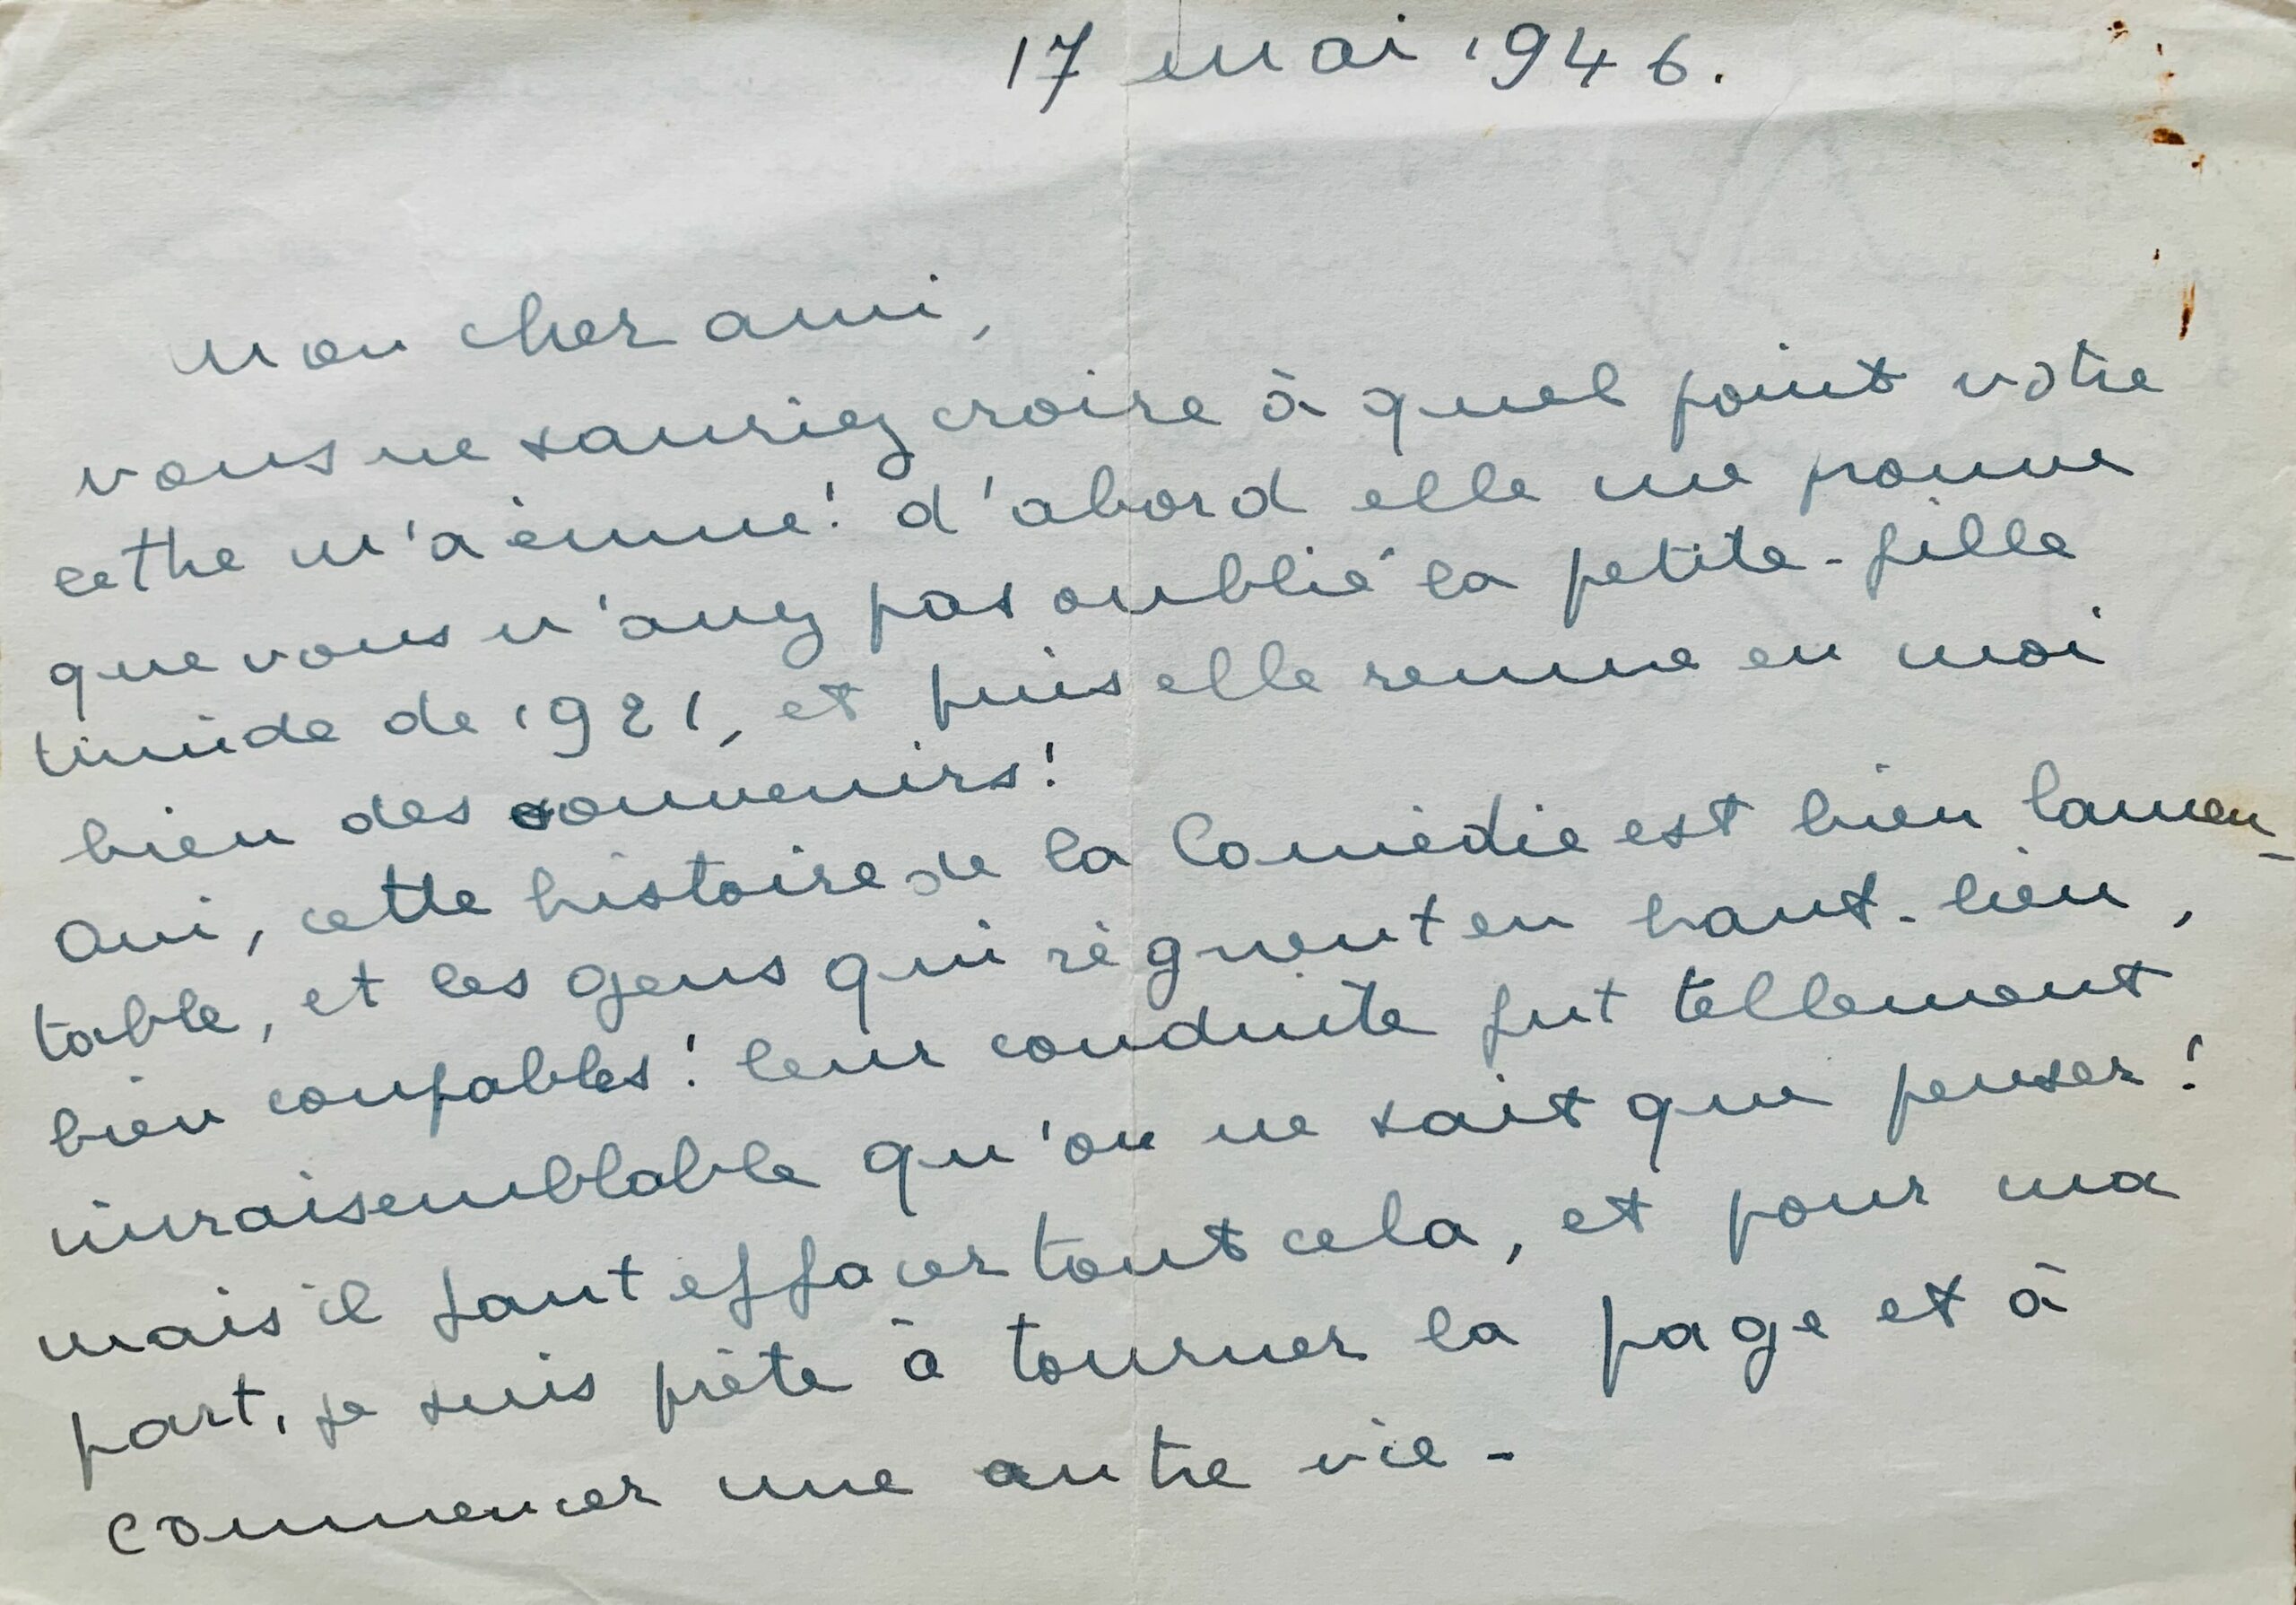 17 mai 1946.
Mon cher ami,
vous ne sauriez croire à quel point votre
lettre m'a émue! d'abord elle me prouve
que vous n'avez pas oublié la petite-fille
timide de 1921, et puis elle remue en moi
bien des souvenirs!
Oui, cette histoire de la Comédie est bien lamen-
table, et les gens qui règnent en haut-lieu,
bien coupables! leur conduite fut tellement
invraisemblable qu'on ne sait que penser!
mais il faut effacer tout cela, et pour ma
part, je suis prête à tourner la page et à
commencer une autre vie-